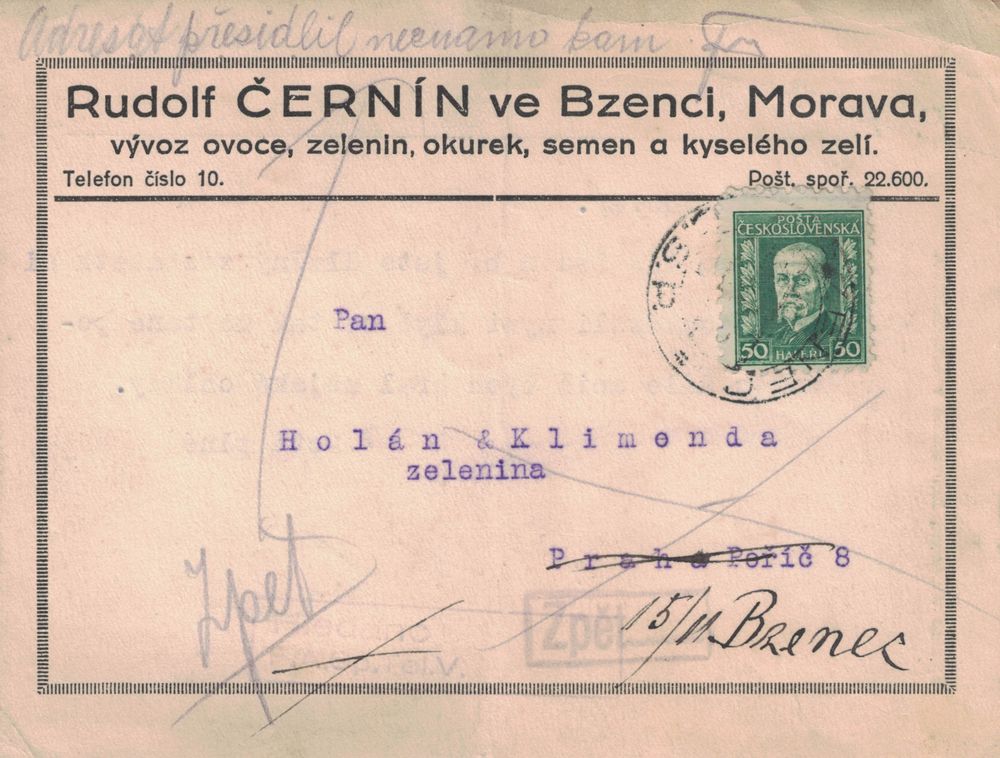 Adresát přesídlil neznámo kam
Rudolf ČERNÍN ve Bzenci, Morava,
vývoz ovoce, zelenin, okurek, semen a kyselého zelí.
Telefon číslo 10.
Pošt. spoř. 22.600.
POŠTA
ČESKOSLOVENSKÁ
50 HALÉŘŮ 50
Pan
Holán & Klimenda
zelenina
Praha Poříč 8
Zpět
Zpět
15/11 Bzenec